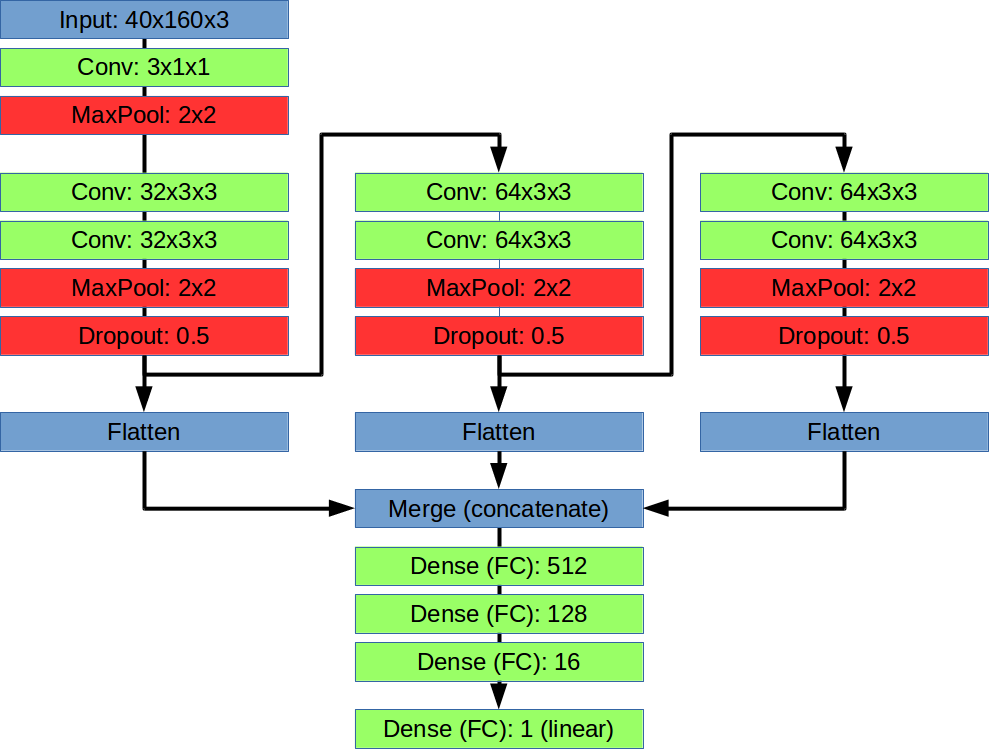 Input: 40x160x3
Conv: 3x1x1
MaxPool: 2x2
Conv: 32x3x3
Conv: 32x3x3
MaxPool: 2x2
Dropout: 0.5
Flatten
Conv: 64x3x3
Conv: 64x3x3
MaxPool: 2x2
Dropout: 0.5
Flatten
Conv: 64x3x3
Conv: 64x3x3
MaxPool: 2x2
Dropout: 0.5
Flatten
Merge (concatenate)
Dense (FC): 512
Dense (FC): 128
Dense (FC): 16
Dense (FC): 1 (linear)